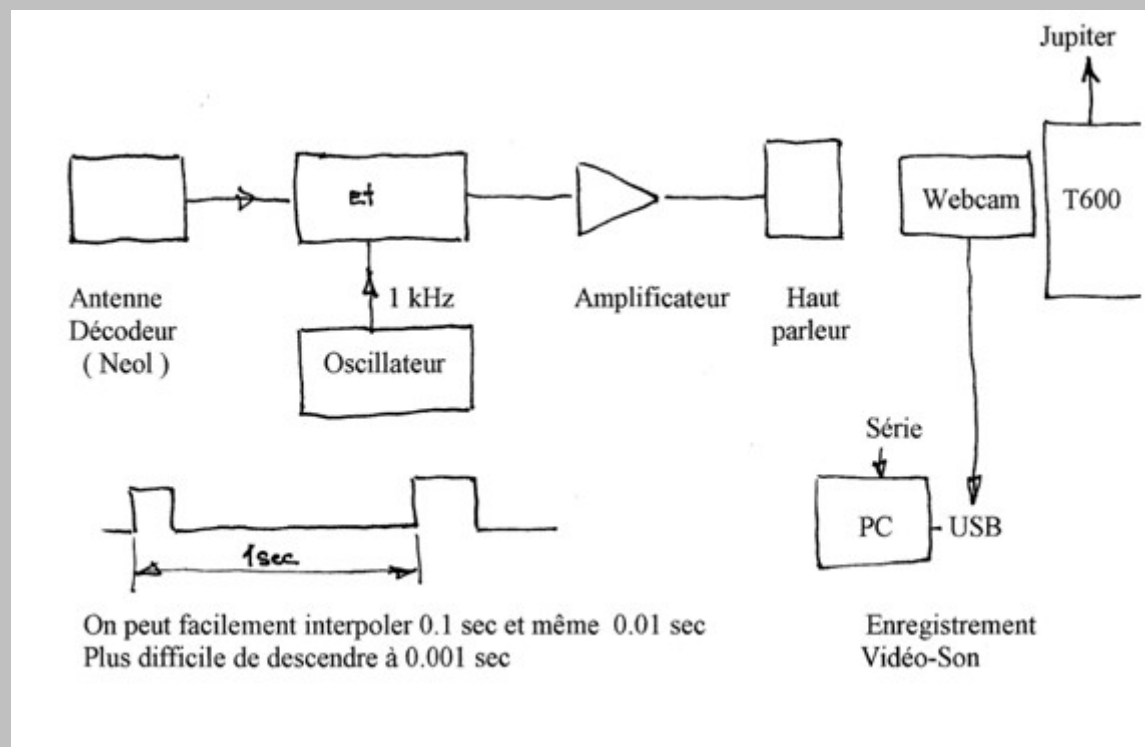 Jupiter
et
Webcam
T600
Antenne
Décodeur
( Neol )
1 kHz
Oscillateur
Amplificateur
Haut
parleur
Série
PC
USB
1sec
On peut facilement interpoler 0.1 sec et même 0.01 sec
Plus difficile de descendre à 0.001 sec
Enregistrement
Vidéo-Son